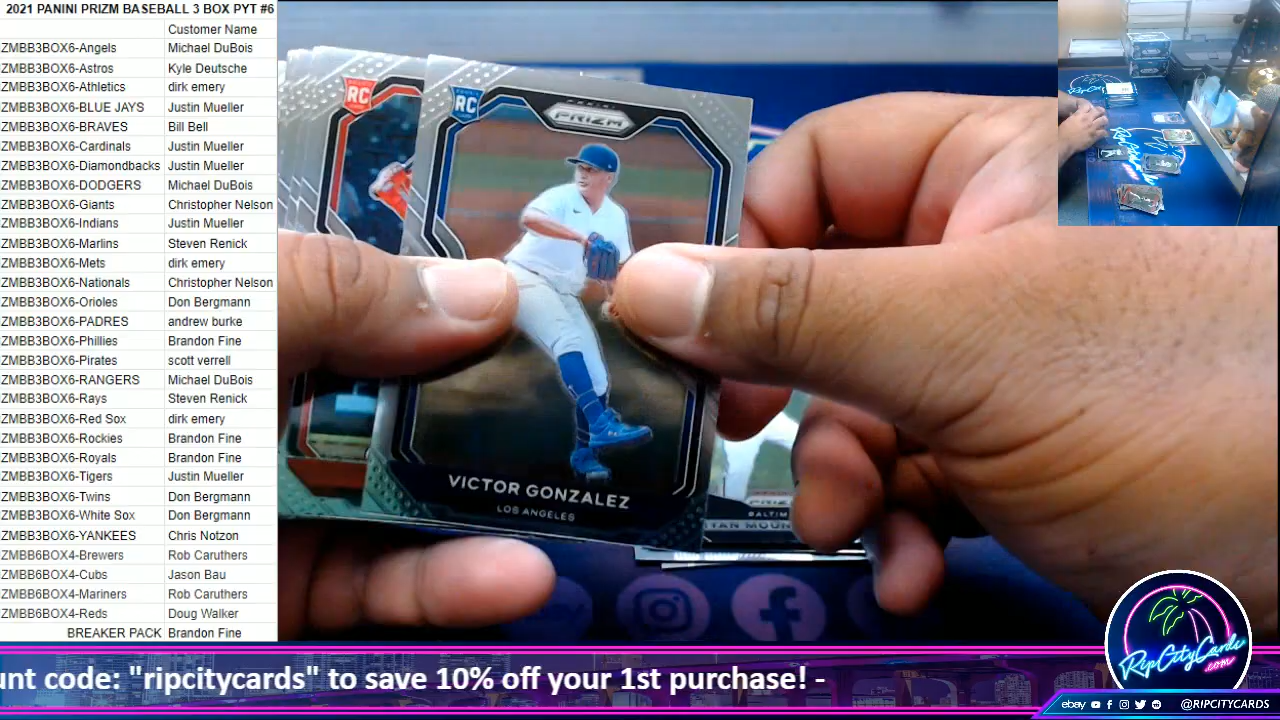 2021 PANINI PRIZM BASEBALL 3 BOX PYT #6
Customer Name
ZMBB3BOX6-Angels Michael DuBois
ZMBB3BOX6-Astros Kyle Deutsche
ZMBB3BOX6-Athletics dirk emery
ZMBB3BOX6-BLUE JAYS Justin Mueller
ZMBB3BOX6-BRAVES Bill Bell
ZMBB3BOX6-Cardinals Justin Mueller
ZMBB3BOX6-Diamondbacks Justin Mueller
ZMBB3BOX6-DODGERS Michael DuBois
ZMBB3BOX6-Giants Christopher Nelson
ZMBB3BOX6-Indians Justin Mueller
ZMBB3BOX6-Marlins Steven Renick
ZMBB3BOX6-Mets dirk emery
ZMBB3BOX6-Nationals Christopher Nelson
ZMBB3BOX6-Orioles Don Bergmann
ZMBB3BOX6-PADRES andrew burke
ZMBB3BOX6-Phillies Brandon Fine
ZMBB3BOX6-Pirates scott verrell
ZMBB3BOX6-RANGERS Michael DuBois
ZMBB3BOX6-Rays Steven Renick
ZMBB3BOX6-Red Sox dirk emery
ZMBB3BOX6-Rockies Brandon Fine
ZMBB3BOX6-Royals Brandon Fine
ZMBB3BOX6-Tigers Justin Mueller
ZMBB3BOX6-Twins Don Bergmann
ZMBB3BOX6-White Sox Don Bergmann
ZMBB3BOX6-YANKEES Chris Notzon
ZMBB6BOX4-Brewers Rob Caruthers
ZMBB6BOX4-Cubs Jason Bau
ZMBB6BOX4-Mariners Rob Caruthers
ZMBB6BOX4-Reds Doug Walker
BREAKER PACK Brandon Fine
RC
RC
PANINI
PRIZM
VICTOR GONZALEZ
LOS ANGELES
PRIZ
BALTIM
TAN MOUN
RipCityCards
.com
unt code: "ripcitycards" to save 10% off your 1st purchase! -
ebay
@RIPCITYCARDS